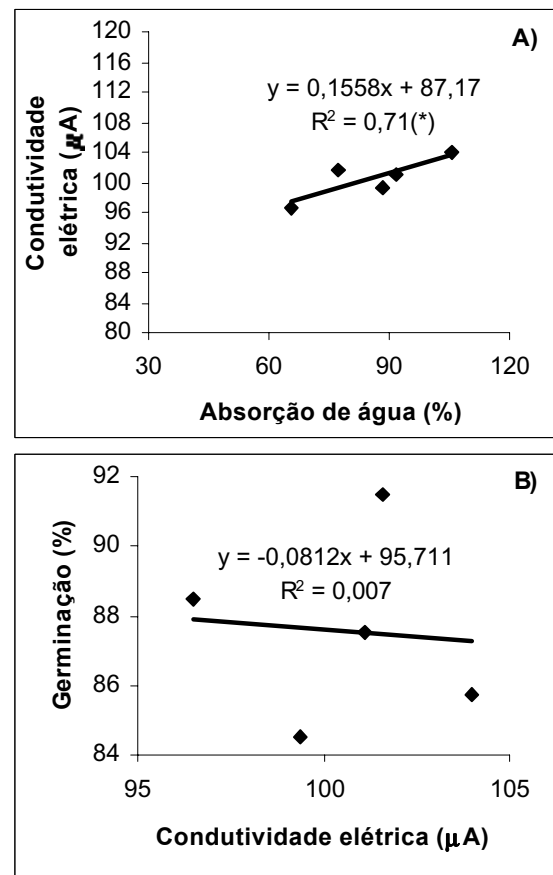 A)
120
116
112
108
104
100
96
92
88
84
80
Condutividade
elétrica (μA)
y = 0,1558x + 87,17
R² = 0,71(*)
30 60 90 120
Absorção de água (%)
B)
92
90
88
86
84
Germinação (%)
y = -0,0812x + 95,711
R² = 0,007
95 100 105
Condutividade elétrica (μA)